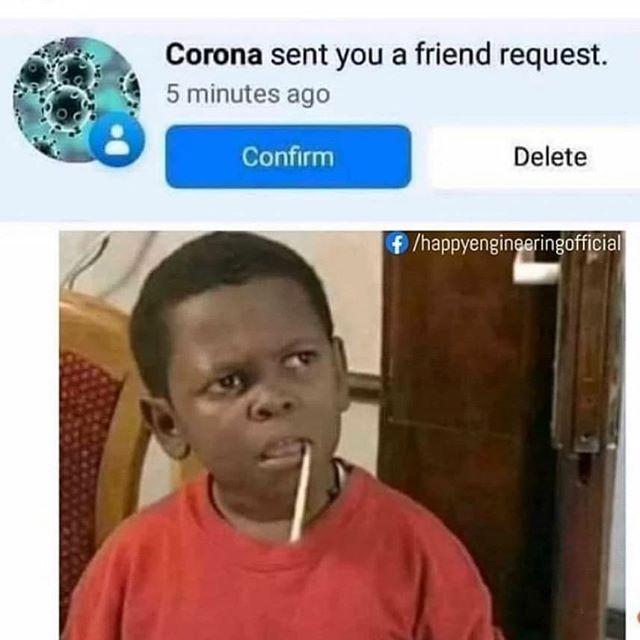 Corona sent you a friend request.
5 minutes ago
Confirm
Delete
/happyengineeringofficial